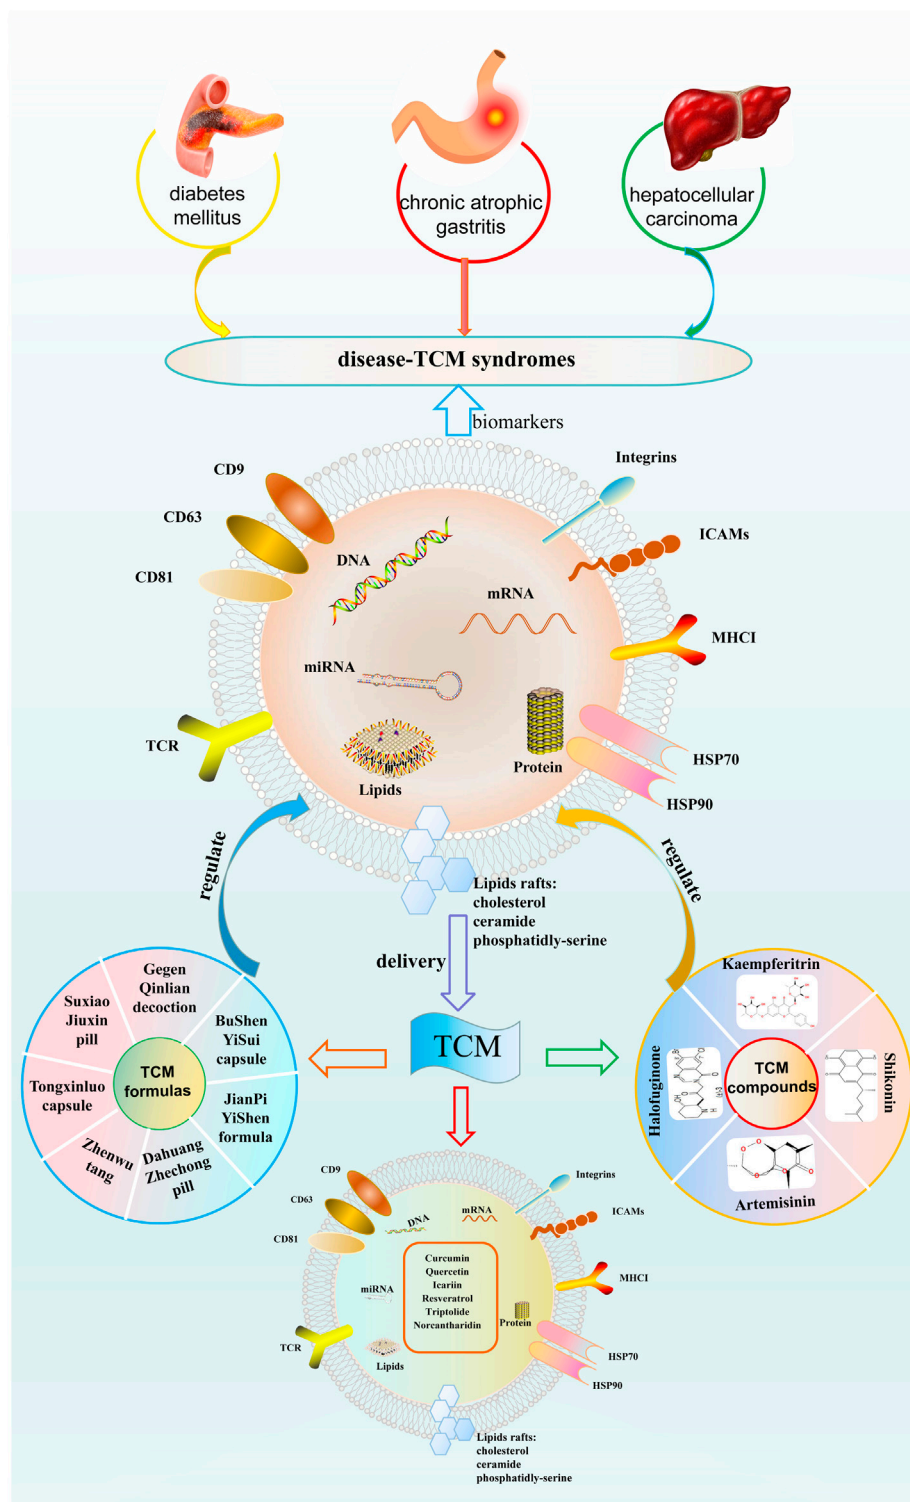 diabetes
mellitus
chronic atrophic
gastritis
hepatocellular
carcinoma
disease-TCM syndromes
biomarkers
CD9
CD63
CD81
Integrins
ICAMs
DNA
mRNA
MHCI
miRNA
TCR
Lipids
Protein
HSP70
HSP90
regulate
regulate
Lipids rafts:
cholesterol
ceramide
phosphatidly-serine
delivery
TCM
Gegen
Qinlian
decoction
Suxiao
Jiuxin
pill
BuShen
YiSui
capsule
Tongxinluo
capsule
TCM
formulas
JianPi
YiShen
formula
Zhenwu
tang
Dahuang
Zhechong
pill
Kaempferitrin
Halofuginone
TCM
compounds
Shikonin
Artemisinin
CD9
CD63
CD81
Integrins
ICAMs
DNA
mRNA
MHCI
miRNA
Curcumin
Quercetin
Icariin
Resveratrol
Triptolide
Norcantharidin
Protein
TCR
Lipids
HSP70
HSP90
Lipids rafts:
cholesterol
ceramide
phosphatidly-serine